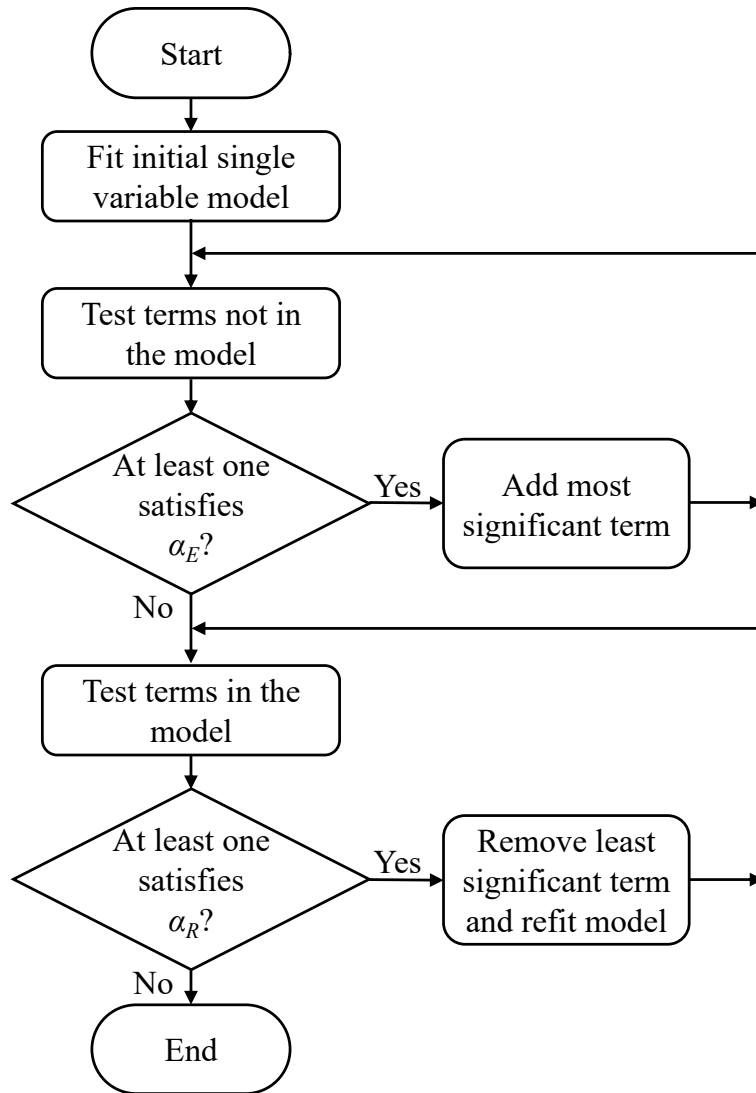 Start
Fit initial single
variable model
Test terms not in
the model
At least one
satisfies
α_E?
Yes
Add most
significant term
No
Test terms in the
model
At least one
satisfies
α_R?
Yes
Remove least
significant term
and refit model
No
End